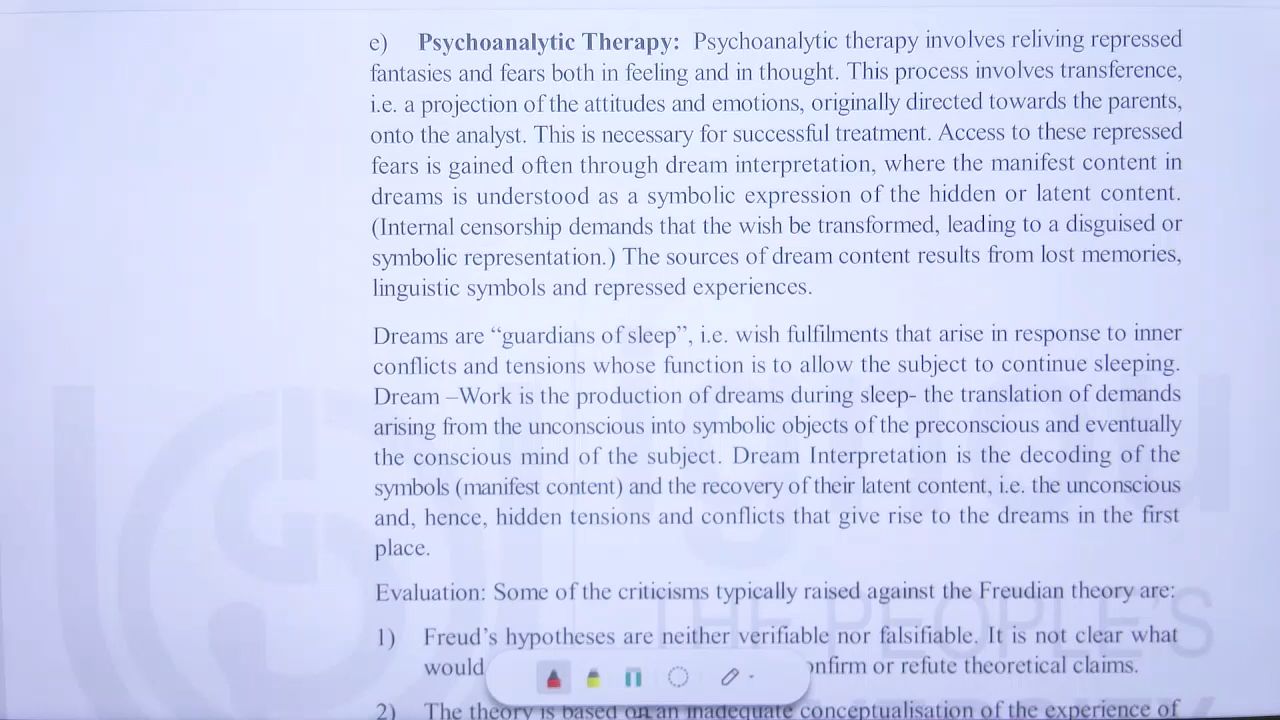 e) Psychoanalytic Therapy: Psychoanalytic therapy involves reliving repressed
fantasies and fears both in feeling and in thought. This process involves transference,
i.e. a projection of the attitudes and emotions, originally directed towards the parents,
onto the analyst. This is necessary for successful treatment. Access to these repressed
fears is gained often through dream interpretation, where the manifest content in
dreams is understood as a symbolic expression of the hidden or latent content.
(Internal censorship demands that the wish be transformed, leading to a disguised or
symbolic representation.) The sources of dream content results from lost memories,
linguistic symbols and repressed experiences.
Dreams are “guardians of sleep”, i.e. wish fulfilments that arise in response to inner
conflicts and tensions whose function is to allow the subject to continue sleeping.
Dream –Work is the production of dreams during sleep- the translation of demands
arising from the unconscious into symbolic objects of the preconscious and eventually
the conscious mind of the subject. Dream Interpretation is the decoding of the
symbols (manifest content) and the recovery of their latent content, i.e. the unconscious
and, hence, hidden tensions and conflicts that give rise to the dreams in the first
place.
Evaluation: Some of the criticisms typically raised against the Freudian theory are:
1) Freud’s hypotheses are neither verifiable nor falsifiable. It is not clear what
would onfirm or refute theoretical claims.
2) The theory is based on an inadequate conceptualisation of the experience of
THE PEOPLE'S